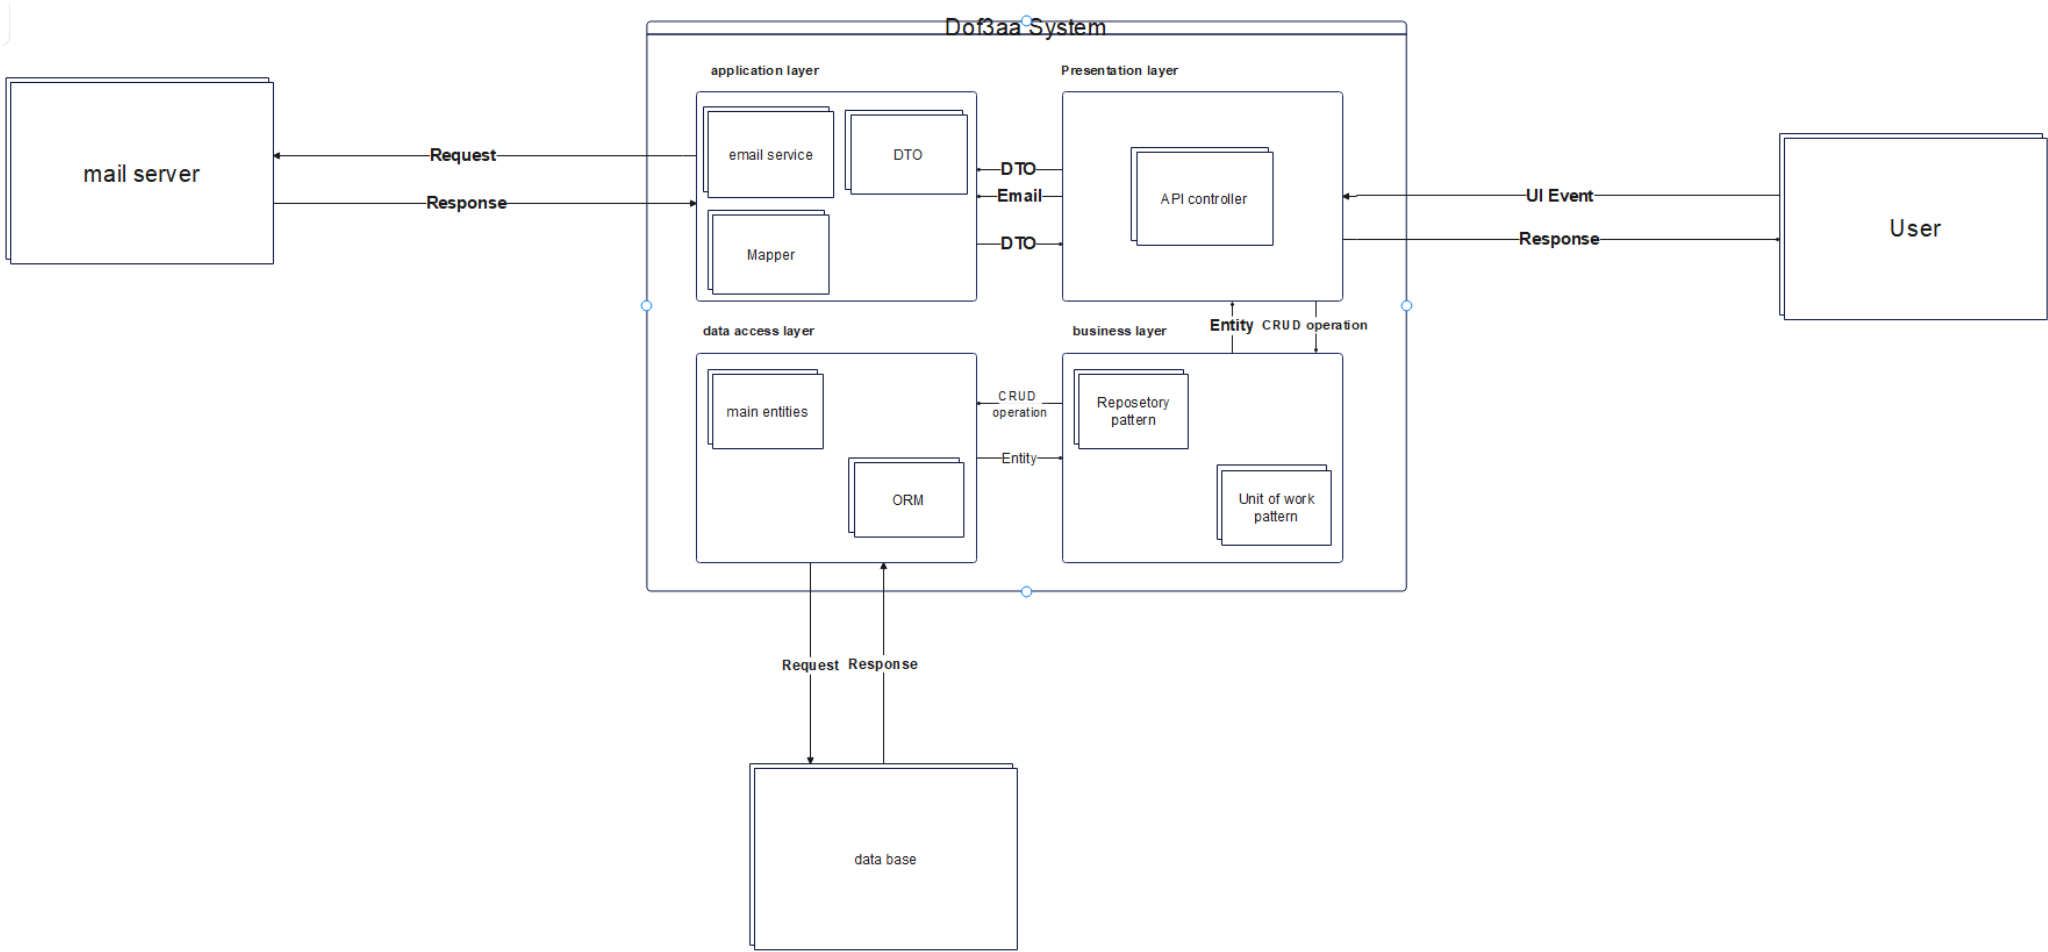 Dof3aa System
application layer
Presentation layer
mail server
Request
Response
email service
DTO
Mapper
DTO
Email
DTO
API controller
UI Event
Response
User
data access layer
business layer
Entity
CRUD operation
main entities
ORM
CRUD
operation
Entity
Reposetory
pattern
Unit of work
pattern
Request
Response
data base